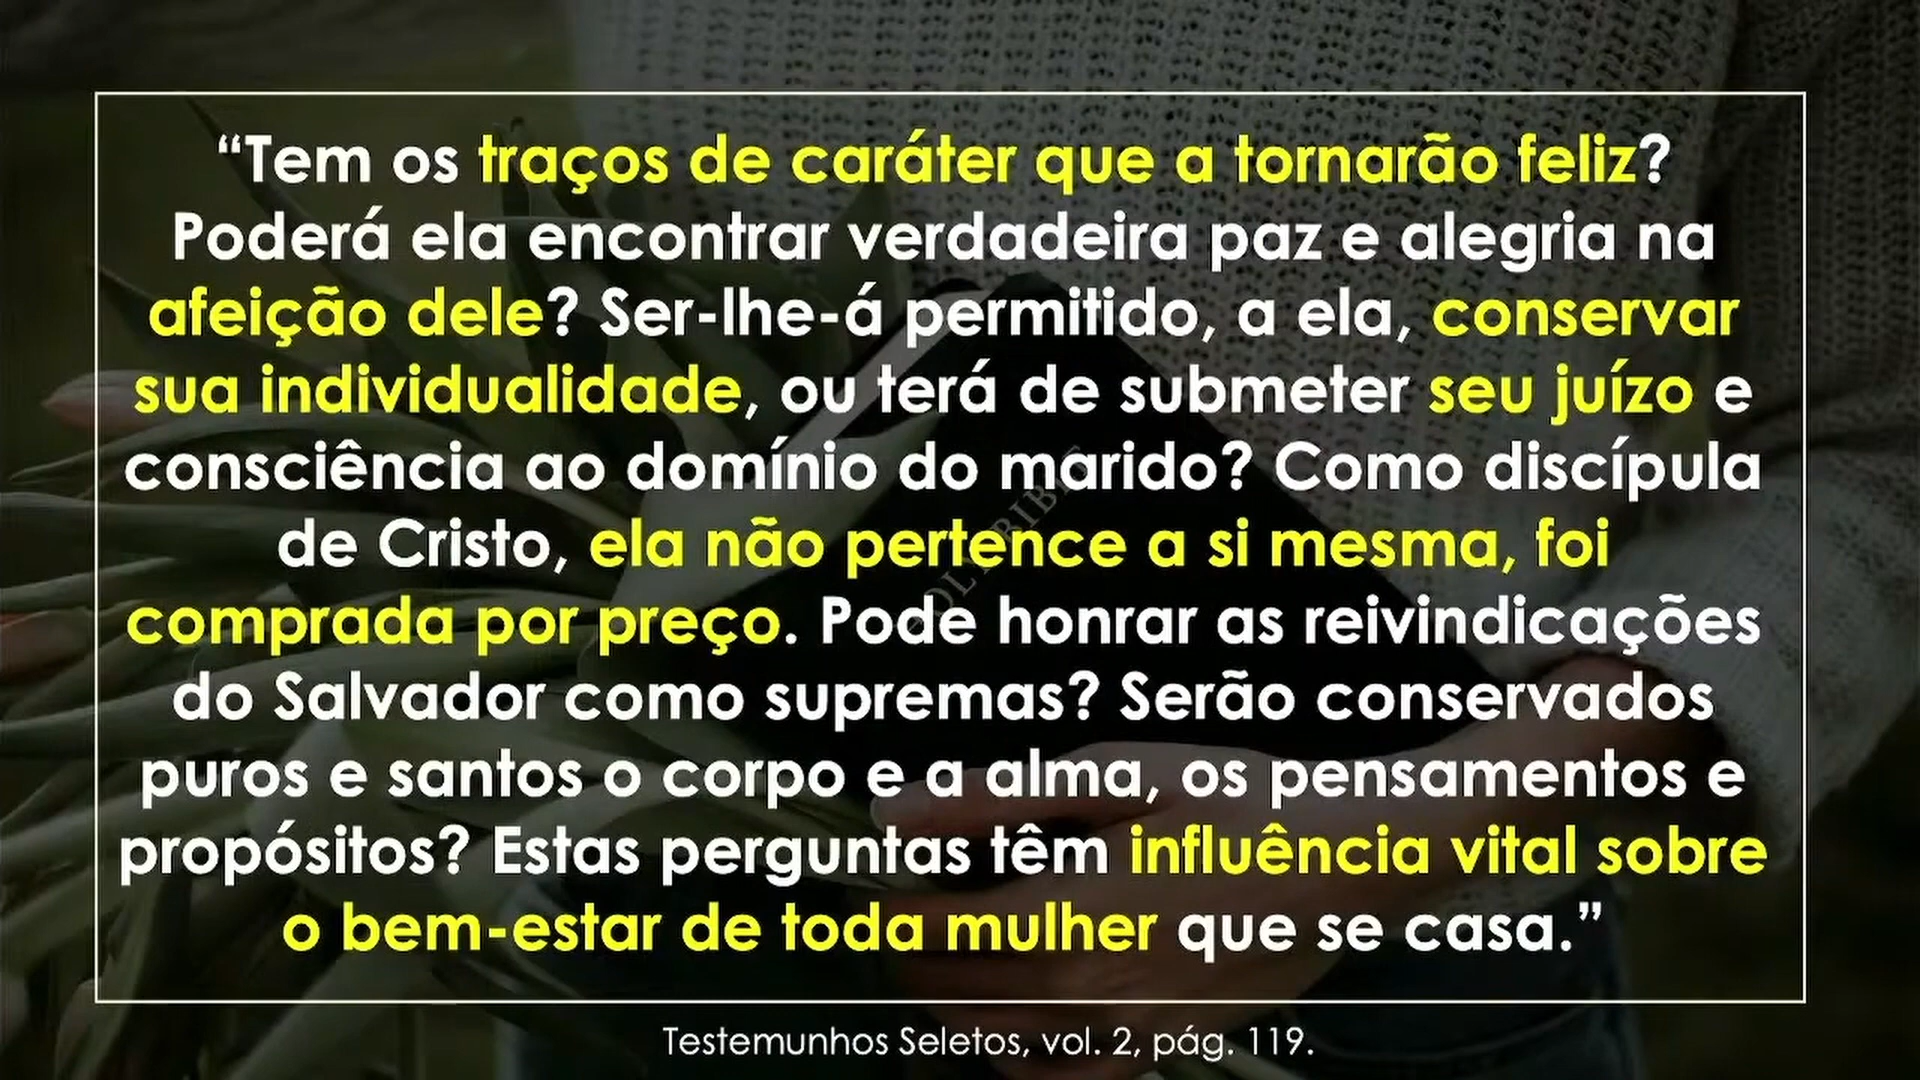 “Tem os traços de caráter que a tornarão feliz?
Poderá ela encontrar verdadeira paz e alegria na
afeição dele? Ser-lhe-á permitido, a ela, conservar
sua individualidade, ou terá de submeter seu juízo e
consciência ao domínio do marido? Como discípula
de Cristo, ela não pertence a si mesma, foi
comprada por preço. Pode honrar as reivindicações
do Salvador como supremas? Serão conservados
puros e santos o corpo e a alma, os pensamentos e
propósitos? Estas perguntas têm influência vital sobre
o bem-estar de toda mulher que se casa.”
Testemunhos Seletos, vol. 2, pág. 119.